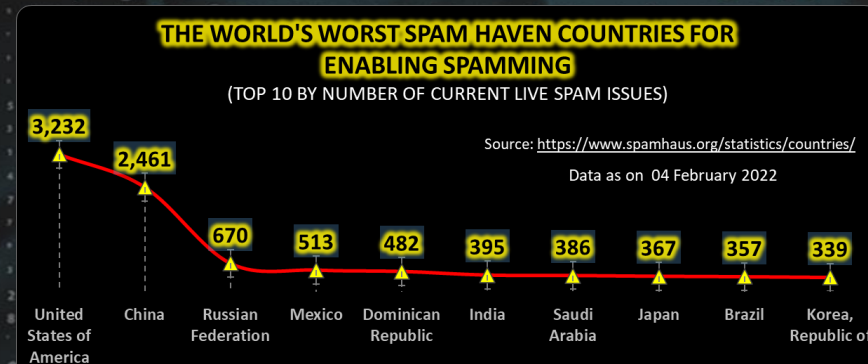 THE WORLD'S WORST SPAM HAVEN COUNTRIES FOR
ENABLING SPAMMING
(TOP 10 BY NUMBER OF CURRENT LIVE SPAM ISSUES)
Source: https://www.spamhaus.org/statistics/countries/
Data as on 04 February 2022
3,232
2,461
670
513
482
395
386
367
357
339
United States of America
China
Russian Federation
Mexico
Dominican Republic
India
Saudi Arabia
Japan
Brazil
Korea, Republic of